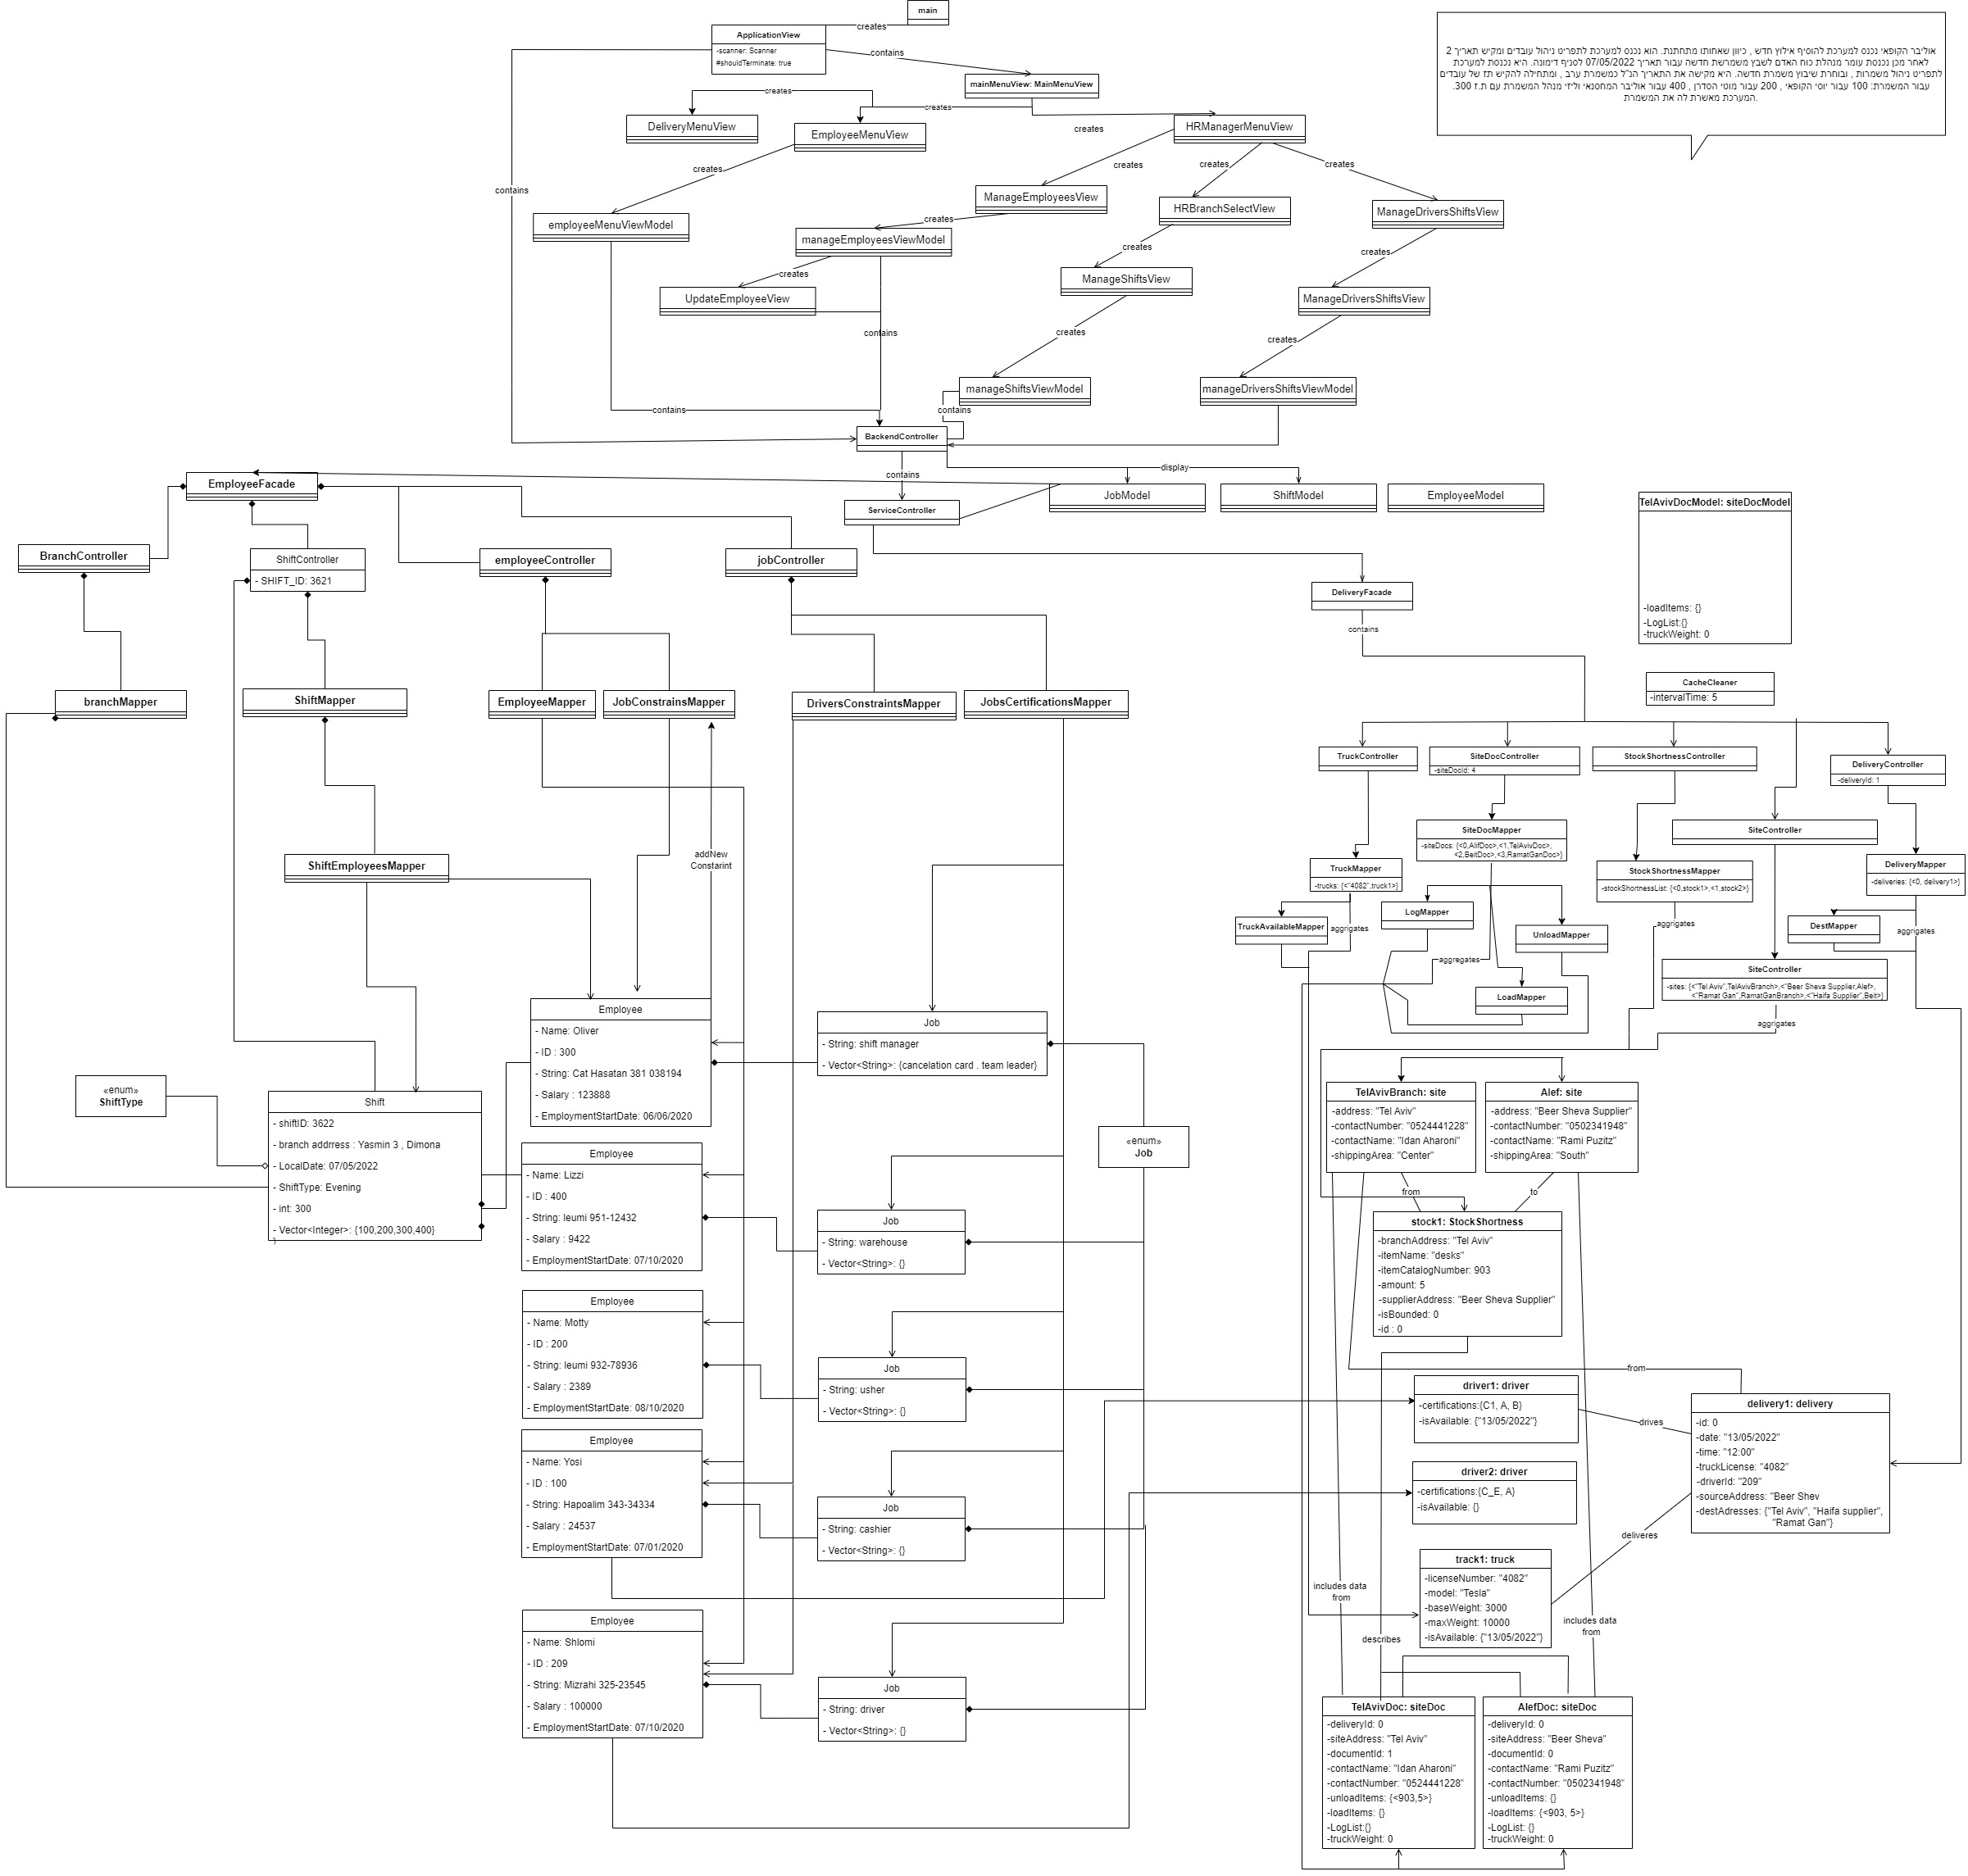 main
creates
ApplicationView
-scanner: Scanner
#shouldTerminate: true
contains
mainMenuView: MainMenuView
אוליבר הקופאי נכנס למערכת להוסיף אילוץ חדש , כיוון שאחותו מתחתנת. הוא נכנס למערכת לתפריט ניהול עובדים ומקיש תאריך 2
לאחר מכן נכנסת עומר מנהלת כוח האדם לשבץ משמרשת חדשה עבור תאריך 07/05/2022 לסניף דימונה. היא נכנסת למערכת
לתפריט ניהול משמרות , ובוחרת שיבוץ משמרת חדשה. היא מקישה את התאריך הנ"ל כמשמרת ערב , ומתחילה להקיש תז של עובדים
עבור המשמרת: 100 עבור יוסי הקופאי , 200 עבור מוטי הסדרן , 400 עבור אוליבר המחסנאי וליזי מנהל המשמרת עם ת.ז 300.
המערכת מאשרת לה את המשמרת.
creates
creates
DeliveryMenuView
EmployeeMenuView
creates
HRManagerMenuView
creates
creates
creates
creates
contains
ManageEmployeesView
HRBranchSelectView
ManageDriversShiftsView
employeeMenuViewModel
creates
manageEmployeesViewModel
creates
creates
creates
ManageShiftsView
UpdateEmployeeView
ManageDriversShiftsView
contains
creates
creates
manageShiftsViewModel
manageDriversShiftsViewModel
contains
contains
BackendController
contains
display
EmployeeFacade
JobModel
ShiftModel
EmployeeModel
ServiceController
TelAvivDocModel: siteDocModel
-loadItems: {}
-LogList:{}
-truckWeight: 0
BranchController
ShiftController
- SHIFT_ID: 3621
employeeController
jobController
DeliveryFacade
contains
CacheCleaner
-intervalTime: 5
branchMapper
ShiftMapper
EmployeeMapper
JobConstrainsMapper
DriversConstraintsMapper
JobsCertificationsMapper
TruckController
SiteDocController
-siteDocId: 4
StockShortnessController
DeliveryController
-deliveryId: 1
SiteDocMapper
-siteDocs: {<0,AlifDoc>,<1,TelAvivDoc>,
<2,BeitDoc>,<3,RamatGanDoc>}
SiteController
ShiftEmployeesMapper
addNew
Constarint
TruckMapper
-trucks: {<"4082",truck1>}
StockShortnessMapper
-stockShortnessList: {<0,stock1>,<1,stock2>}
DeliveryMapper
-deliveries: {<0, delivery1>}
TruckAvailableMapper
aggrigates
LogMapper
UnloadMapper
aggrigates
DestMapper
aggrigates
aggregates
LoadMapper
SiteController
-sites: {<"Tel Aviv",TelAvivBranch>,<"Beer Sheva Supplier,Alef>,
<"Ramat Gan",RamatGanBranch>,<"Haifa Supplier",Beit>}
aggrigates
Employee
- Name: Oliver
- ID : 300
- String: Cat Hasatan 381 038194
- Salary : 123888
- EmploymentStartDate: 06/06/2020
Job
- String: shift manager
- Vector<String>: {cancelation card . team leader}
«enum»
ShiftType
Shift
- shiftID: 3622
- branch addrress : Yasmin 3 , Dimona
- LocalDate: 07/05/2022
- ShiftType: Evening
- int: 300
- Vector<Integer>: {100,200,300,400}
}
«enum»
Job
TelAvivBranch: site
-address: "Tel Aviv"
-contactNumber: "0524441228"
-contactName: "Idan Aharoni"
-shippingArea: "Center"
Alef: site
-address: "Beer Sheva Supplier"
-contactNumber: "0502341948"
-contactName: "Rami Puzitz"
-shippingArea: "South"
from
to
Employee
- Name: Lizzi
- ID : 400
- String: leumi 951-12432
- Salary : 9422
- EmploymentStartDate: 07/10/2020
Job
- String: warehouse
- Vector<String>: {}
stock1: StockShortness
-branchAddress: "Tel Aviv"
-itemName: "desks"
-itemCatalogNumber: 903
-amount: 5
-supplierAddress: "Beer Sheva Supplier"
-isBounded: 0
-id : 0
Employee
- Name: Motty
- ID : 200
- String: leumi 932-78936
- Salary : 2389
- EmploymentStartDate: 08/10/2020
Job
- String: usher
- Vector<String>: {}
from
driver1: driver
-certifications:{C1, A, B}
-isAvailable: {"13/05/2022"}
drives
delivery1: delivery
-id: 0
-date: "13/05/2022"
-time: "12:00"
-truckLicense: "4082"
-driverId: "209"
-sourceAddress: "Beer Shev
-destAdresses: {"Tel Aviv", "Haifa supplier",
"Ramat Gan"}
Employee
- Name: Yosi
- ID : 100
- String: Hapoalim 343-34334
- Salary : 24537
- EmploymentStartDate: 07/01/2020
Job
- String: cashier
- Vector<String>: {}
driver2: driver
-certifications:{C_E, A}
-isAvailable: {}
deliveres
track1: truck
-licenseNumber: "4082"
-model: "Tesla"
-baseWeight: 3000
-maxWeight: 10000
-isAvailable: {"13/05/2022"}
includes data
from
includes data
from
describes
Employee
- Name: Shlomi
- ID : 209
- String: Mizrahi 325-23545
- Salary : 100000
- EmploymentStartDate: 07/10/2020
Job
- String: driver
- Vector<String>: {}
TelAvivDoc: siteDoc
-deliveryId: 0
-siteAddress: "Tel Aviv"
-documentId: 1
-contactName: "Idan Aharoni"
-contactNumber: "0524441228"
-unloadItems: {<903,5>}
-loadItems: {}
-LogList:{}
-truckWeight: 0
AlefDoc: siteDoc
-deliveryId: 0
-siteAddress: "Beer Sheva"
-documentId: 0
-contactName: "Rami Puzitz"
-contactNumber: "0502341948"
-unloadItems: {}
-loadItems: {<903, 5>}
-LogList: {}
-truckWeight: 0